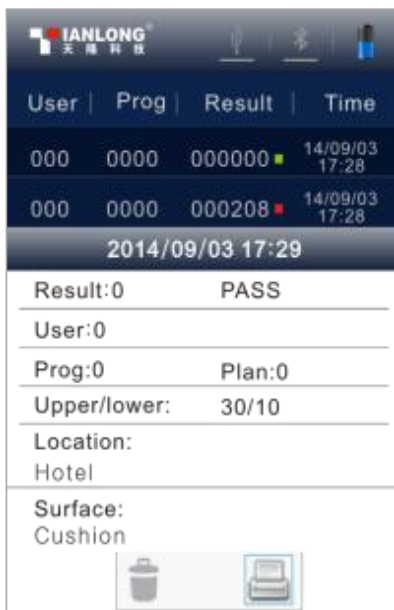 TIANLONG
天隆科技
User | Prog | Result | Time
000 0000 000000 14/09/03 17:28
000 0000 000208 14/09/03 17:28
2014/09/03 17:29
Result:0 PASS
User:0
Prog:0 Plan:0
Upper/lower: 30/10
Location:
Hotel
Surface:
Cushion